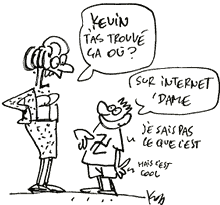 KEVIN
T'AS TROUVÉ
ÇA OÙ ?
SUR INTERNET
'DAME
JE SAIS PAS
CE QUE C'EST
MAIS C'EST
COOL